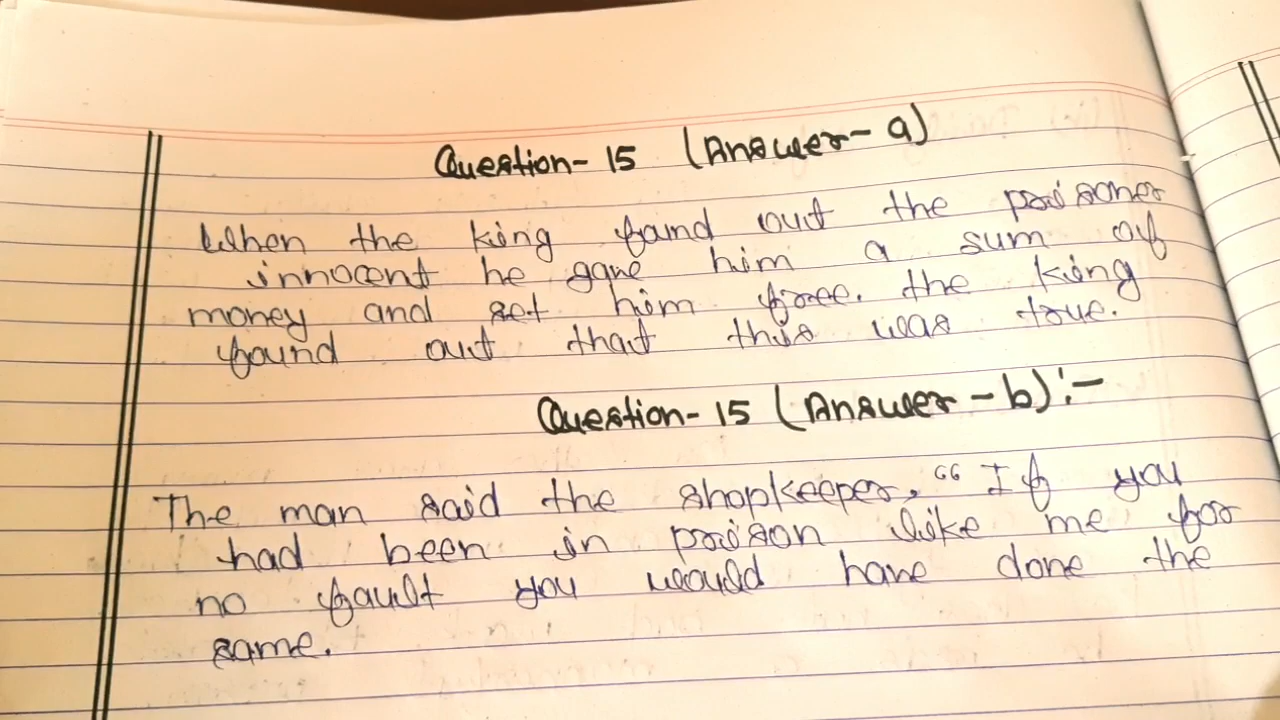 Question- 15 (Answer- a)
When the king fand out the prisoner
innocent he gave him a sum of
money and set him free. the king
found out that this was true.
Question- 15 (Answer - b):-
The man said the shopkeeper, "If you
had been in prison like me for
no fault you would have done the
same.